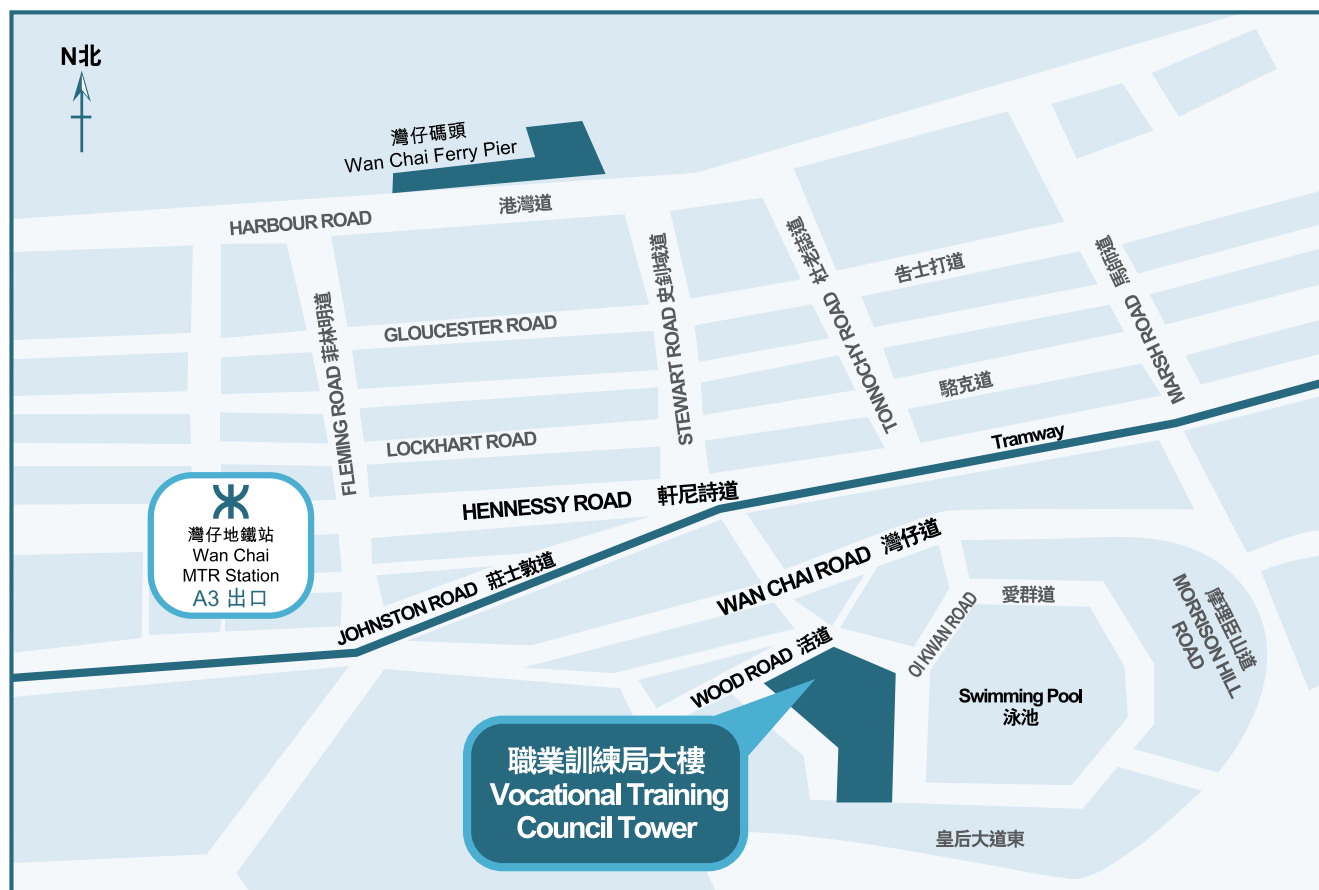 N北
灣仔碼頭
Wan Chai Ferry Pier
HARBOUR ROAD 港灣道
FLEMING ROAD 菲林明道
STEWART ROAD 史釗域道
TONNOCHY ROAD 杜老誌道
MARSH ROAD 馬師道
GLOUCESTER ROAD 告士打道
LOCKHART ROAD 駱克道
Tramway
HENNESSY ROAD 軒尼詩道
灣仔地鐵站
Wan Chai
MTR Station
A3 出口
JOHNSTON ROAD 莊士敦道
WAN CHAI ROAD 灣仔道
WOOD ROAD 活道
OI KWAN ROAD 愛群道
摩理臣山道
MORRISON HILL
ROAD
Swimming Pool
泳池
職業訓練局大樓
Vocational Training
Council Tower
皇后大道東